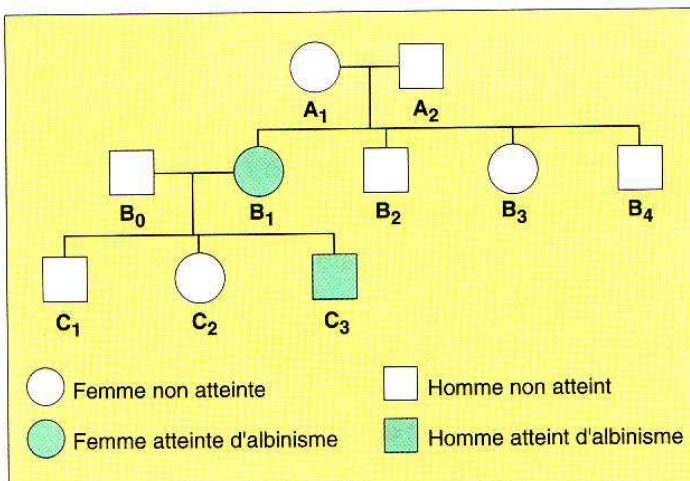 A1 A2
B0 B1 B2 B3 B4
C1 C2 C3
Femme non atteinte Homme non atteint
Femme atteinte d'albinisme Homme atteint d'albinisme